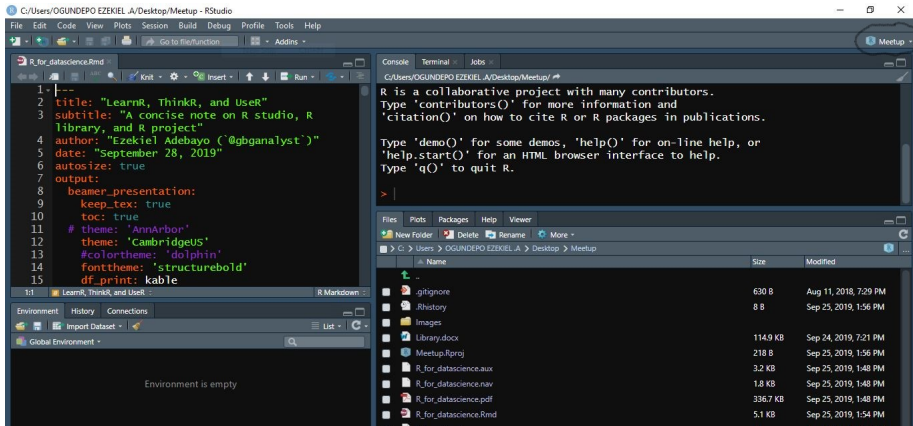 C:/Users/OGUNDEPO EZEKIEL .A/Desktop/Meetup - RStudio
File Edit Code View Plots Session Build Debug Profile Tools Help
Go to file/function Addins
Meetup
R_for_datascience.Rmd
Knit Insert Run
1 ---
2 title: "LearnR, ThinkR, and UseR"
3 subtitle: "A concise note on R studio, R
library, and R project"
4 author: "Ezekiel Adebayo (`@gbganalyst`)"
5 date: "September 28, 2019"
6 autosize: true
7 output:
8 beamer_presentation:
9 keep_tex: true
10 toc: true
11 # theme: 'AnnArbor'
12 theme: 'CambridgeUS'
13 #colortheme: 'dolphin'
14 fonttheme: 'structurebold'
15 df_print: kable
1:1 LearnR, ThinkR, and UseR R Markdown
Environment History Connections
Import Dataset List
Global Environment
Environment is empty
Console Terminal Jobs
C:/Users/OGUNDEPO EZEKIEL .A/Desktop/Meetup/
R is a collaborative project with many contributors.
Type 'contributors()' for more information and
'citation()' on how to cite R or R packages in publications.
Type 'demo()' for some demos, 'help()' for on-line help, or
'help.start()' for an HTML browser interface to help.
Type 'q()' to quit R.
>
Files Plots Packages Help Viewer
New Folder Delete Rename More
C: > Users > OGUNDEPO EZEKIEL .A > Desktop > Meetup
Name Size Modified
..
.gitignore 630 B Aug 11, 2018, 7:29 PM
.Rhistory 8 B Sep 25, 2019, 1:56 PM
Images
Library.docx 114.9 KB Sep 24, 2019, 7:21 PM
Meetup.Rproj 218 B Sep 25, 2019, 1:56 PM
R_for_datascience.aux 3.2 KB Sep 25, 2019, 1:48 PM
R_for_datascience.nav 1.8 KB Sep 25, 2019, 1:48 PM
R_for_datascience.pdf 336.7 KB Sep 25, 2019, 1:48 PM
R_for_datascience.Rmd 5.1 KB Sep 25, 2019, 1:54 PM